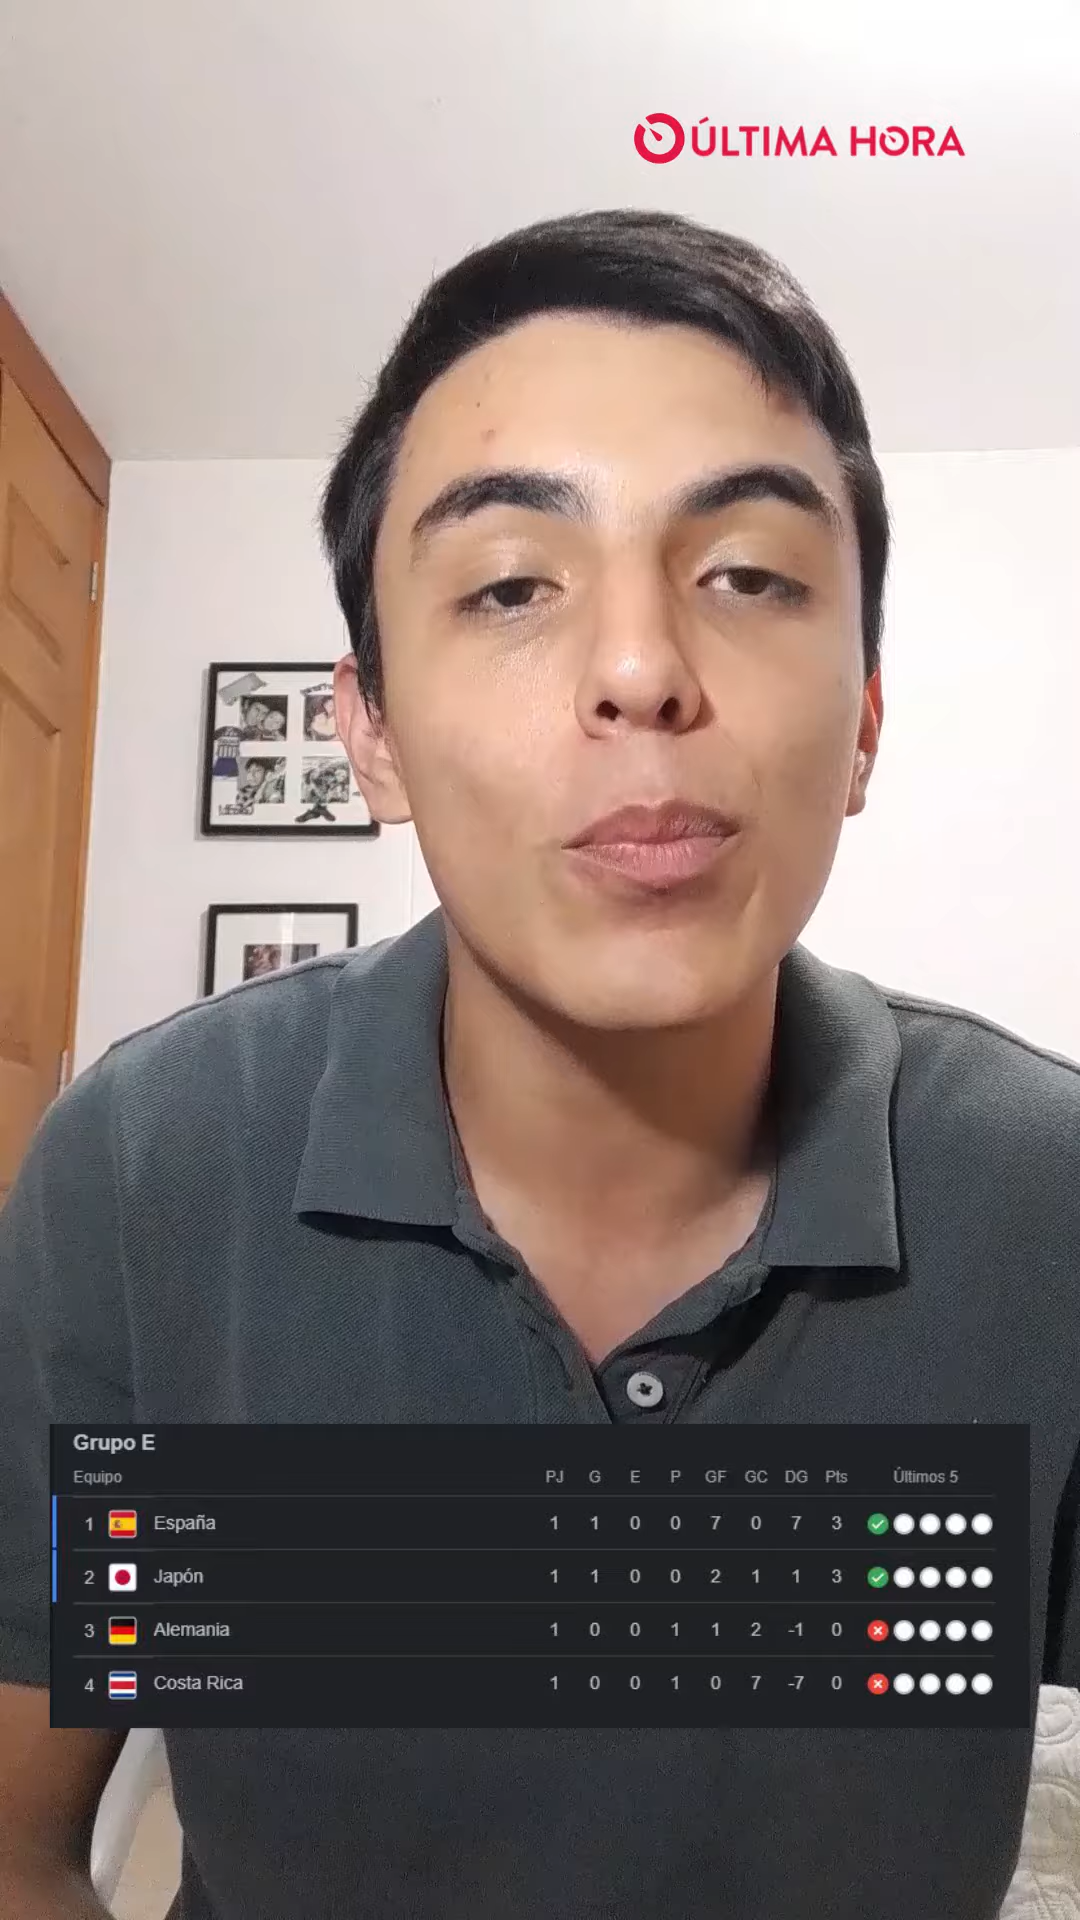 ÚLTIMA HORA
Grupo E
Equipo PJ G E P GF GC DG Pts Últimos 5
1 España 1 1 0 0 7 0 7 3
2 Japón 1 1 0 0 2 1 1 3
3 Alemania 1 0 0 1 1 2 -1 0
4 Costa Rica 1 0 0 1 0 7 -7 0